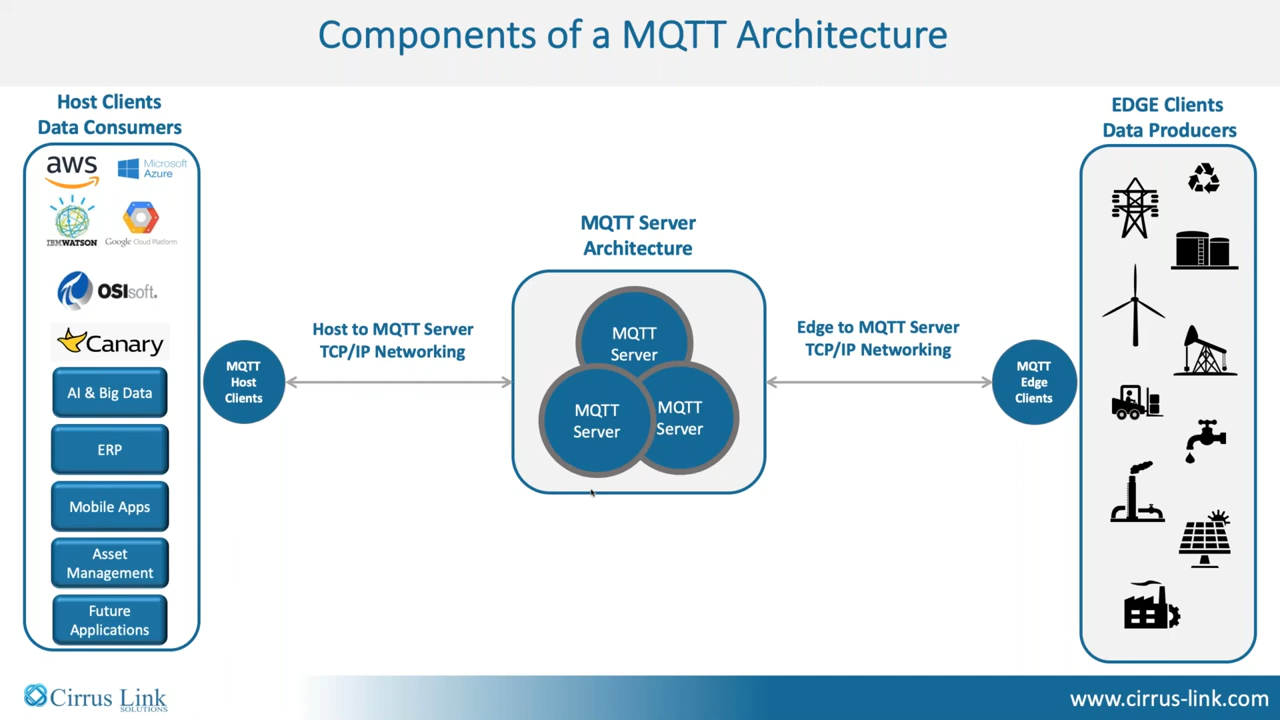 Components of a MQTT Architecture
Host Clients
Data Consumers
aws
Microsoft
Azure
IBM WATSON
Google Cloud Platform
OSIsoft.
Canary
AI & Big Data
ERP
Mobile Apps
Asset
Management
Future
Applications
MQTT
Host
Clients
Host to MQTT Server
TCP/IP Networking
MQTT Server
Architecture
MQTT
Server
MQTT
Server
MQTT
Server
Edge to MQTT Server
TCP/IP Networking
MQTT
Edge
Clients
EDGE Clients
Data Producers
Cirrus Link
SOLUTIONS
www.cirrus-link.com